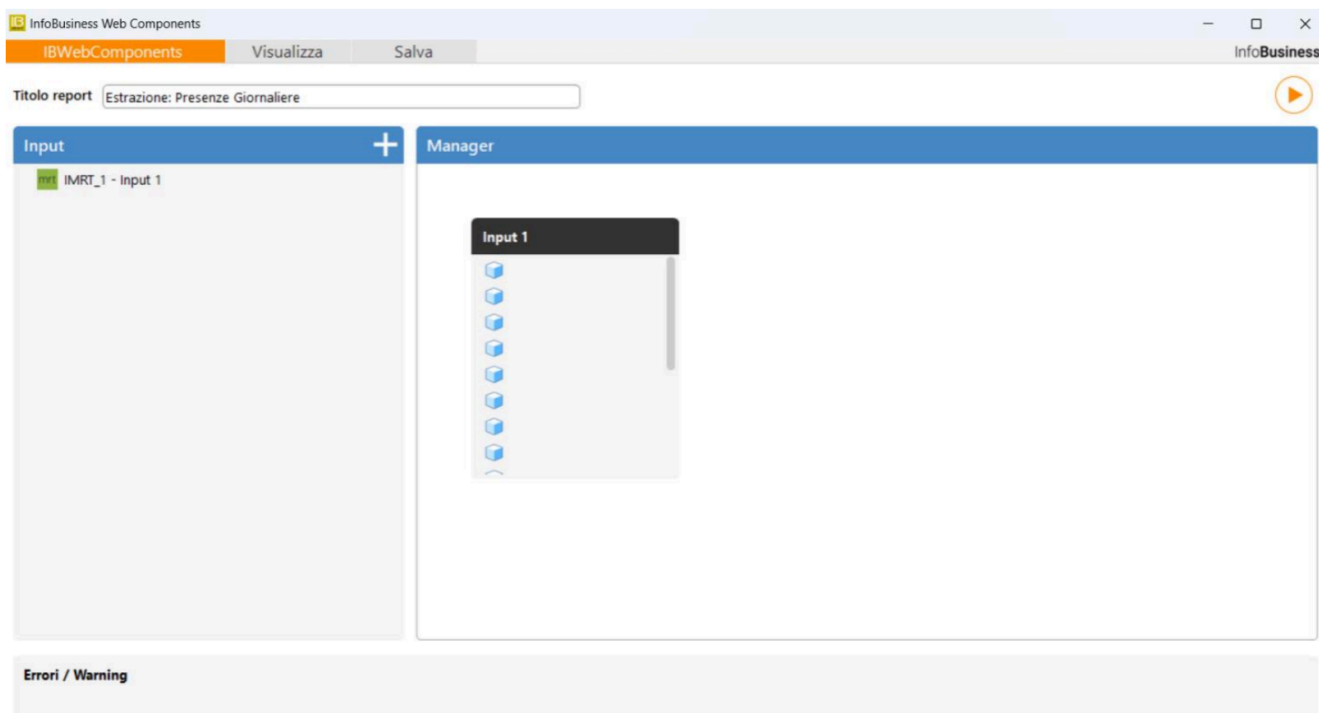 InfoBusiness Web Components
IBWebComponents Visualizza Salva InfoBusiness
Titolo report Estrazione: Presenze Giornaliere
Input
mrt IMRT_1 - Input 1
Manager
Input 1
Errori / Warning